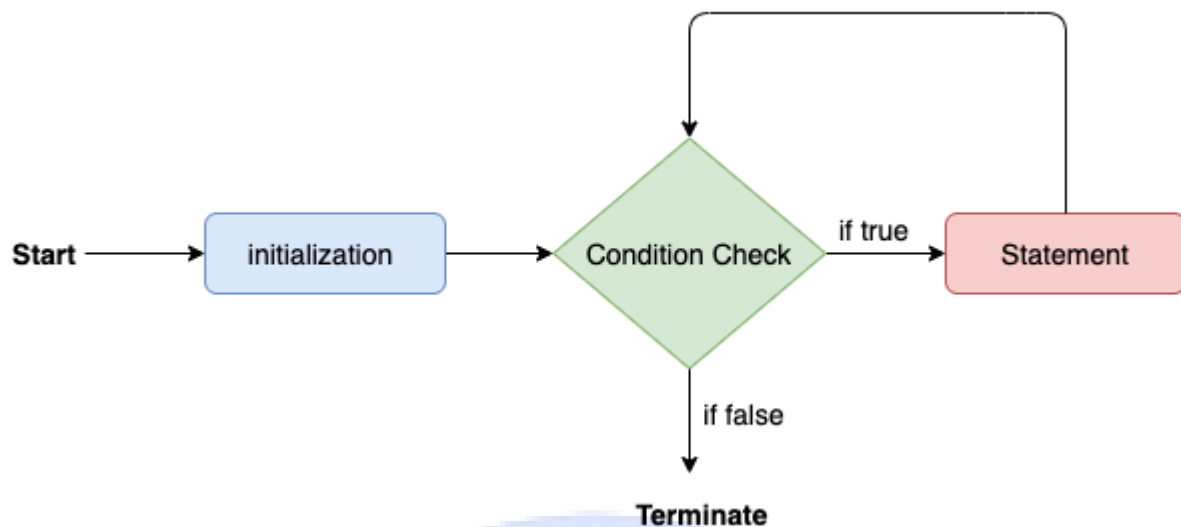 Start
initialization
Condition Check
if true
Statement
if false
Terminate